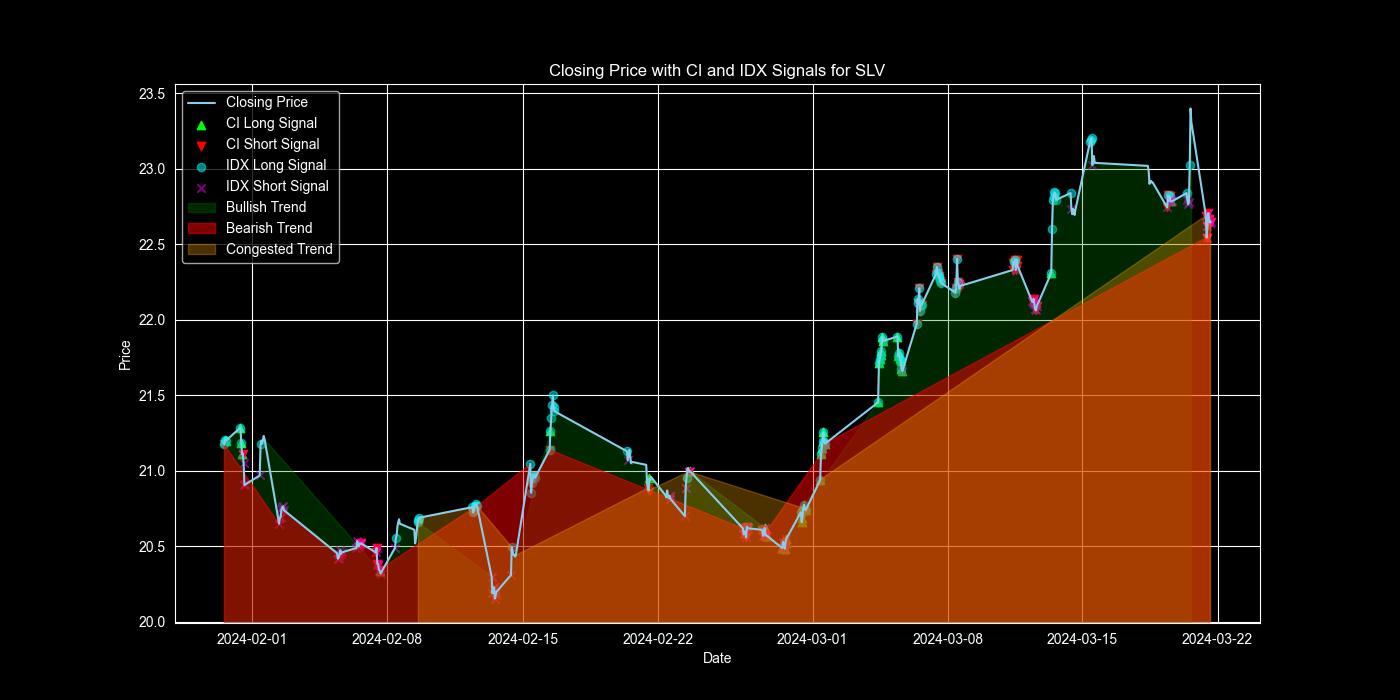 Closing Price with CI and IDX Signals for SLV
23.5
23.0
22.5
22.0
21.5
21.0
20.5
20.0
Price
Closing Price
CI Long Signal
CI Short Signal
IDX Long Signal
IDX Short Signal
Bullish Trend
Bearish Trend
Congested Trend
2024-02-01 2024-02-08 2024-02-15 2024-02-22 2024-03-01 2024-03-08 2024-03-15 2024-03-22
Date